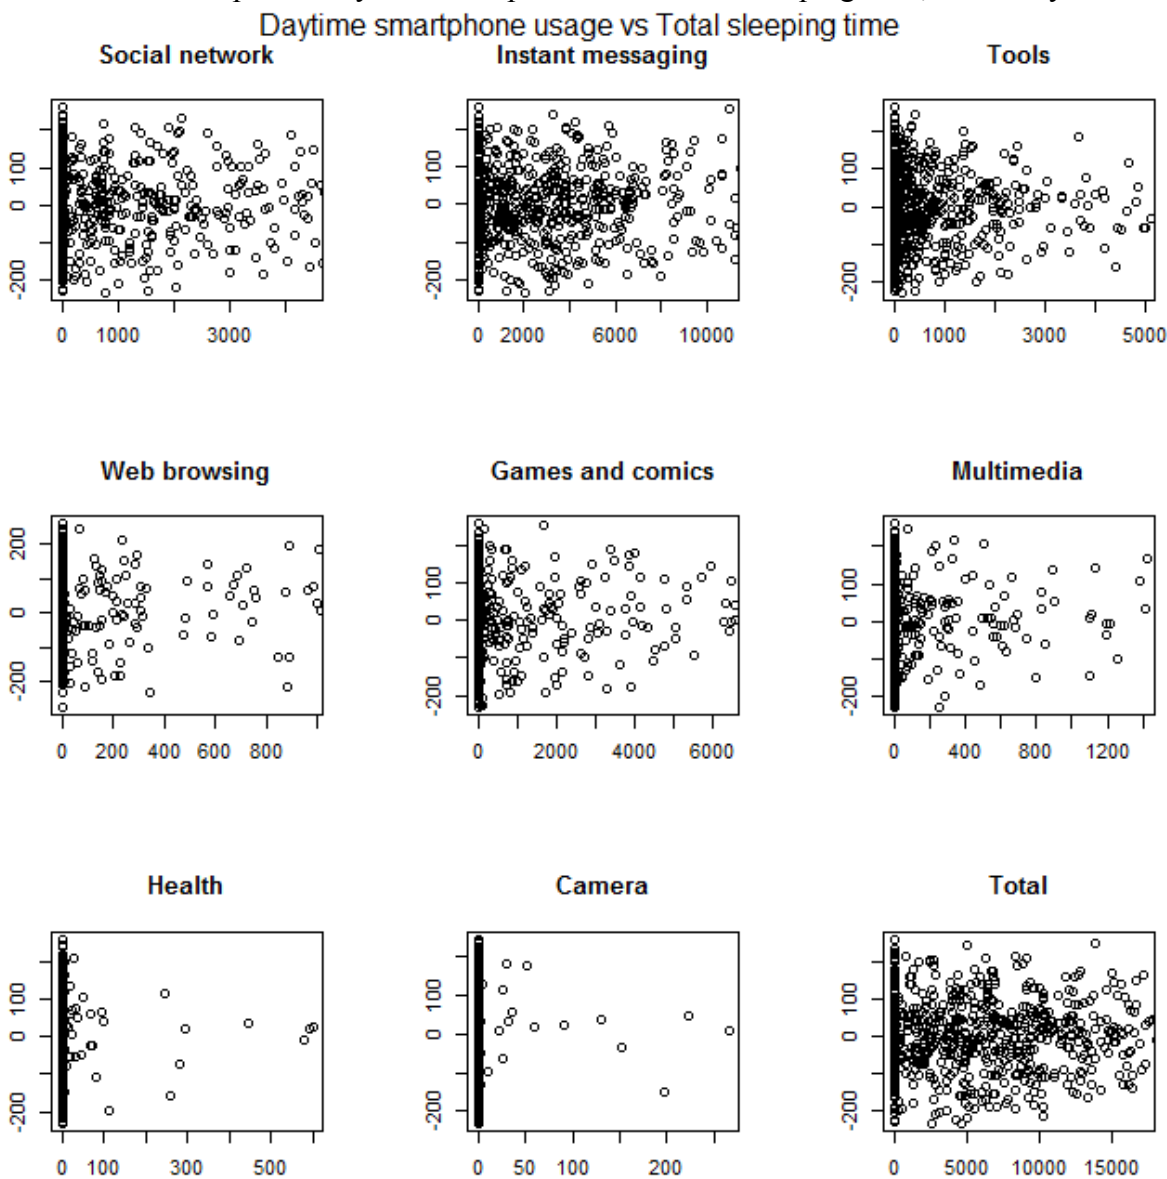 Daytime smartphone usage vs Total sleeping time
Social network Instant messaging Tools
100 0 -200 100 0 -200 100 0 -200
0 1000 3000 0 2000 6000 10000 0 1000 3000 5000
Web browsing Games and comics Multimedia
200 0 -200 100 0 -200 100 0 -200
0 200 400 600 800 0 2000 4000 6000 0 400 800 1200
Health Camera Total
100 0 -200 100 0 -200 100 0 -200
0 100 300 500 0 50 100 200 0 5000 10000 15000